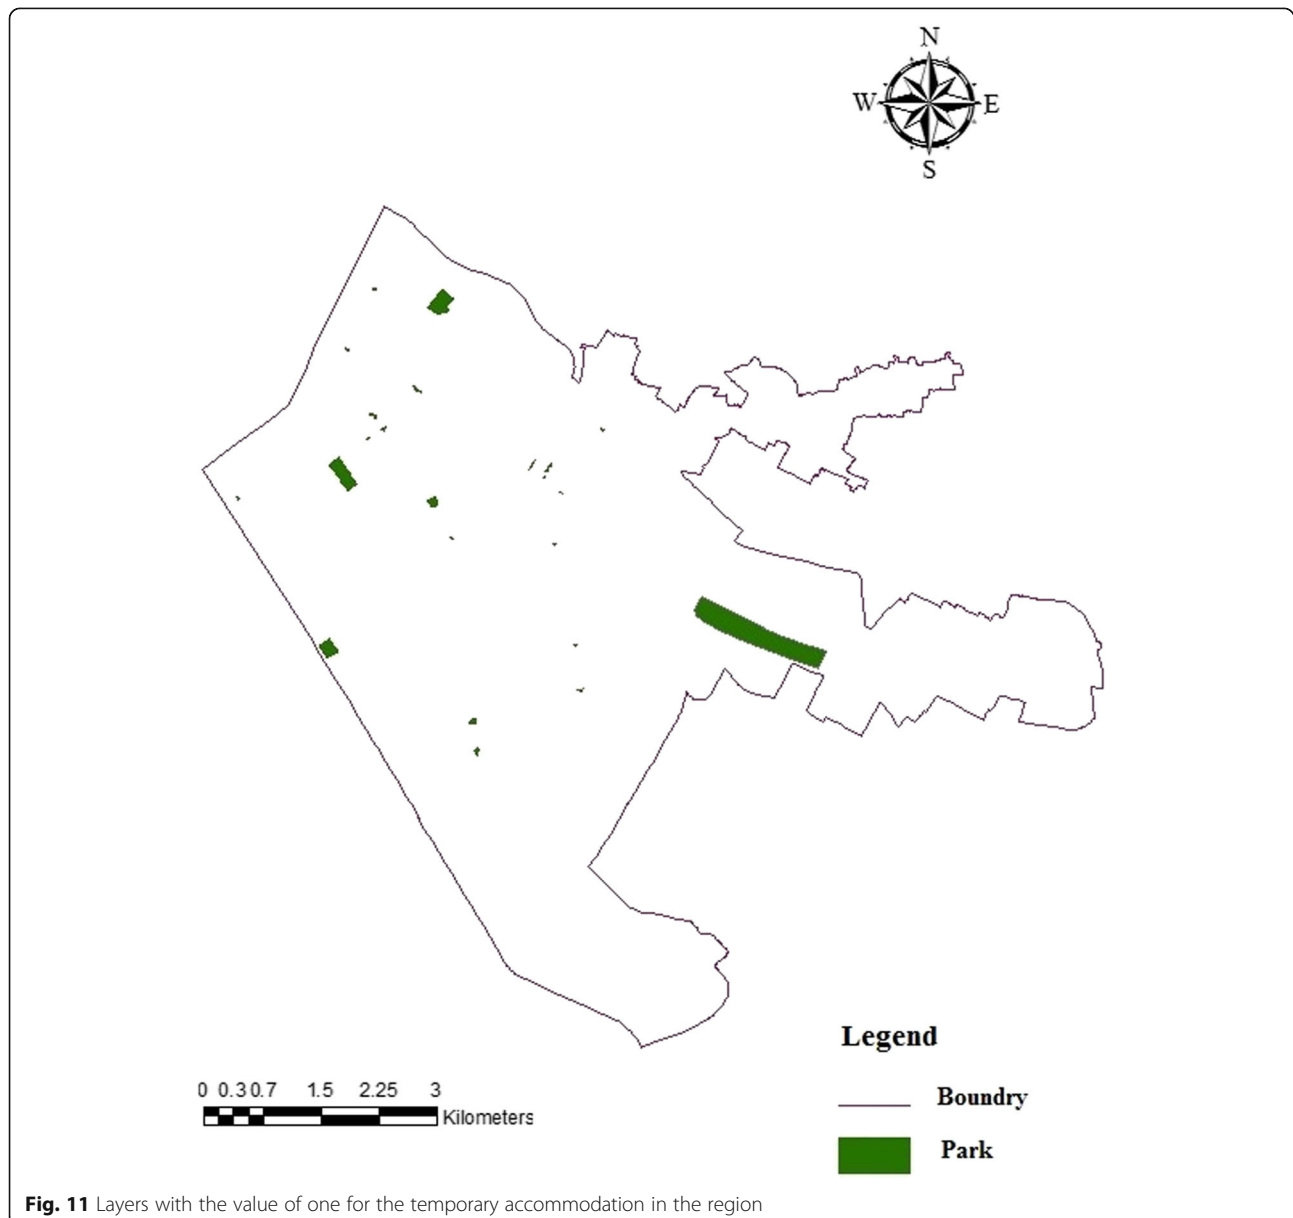 N
W E
S
Legend
Boundry
Park
0 0.3 0.7 1.5 2.25 3
Kilometers
Fig. 11 Layers with the value of one for the temporary accommodation in the region